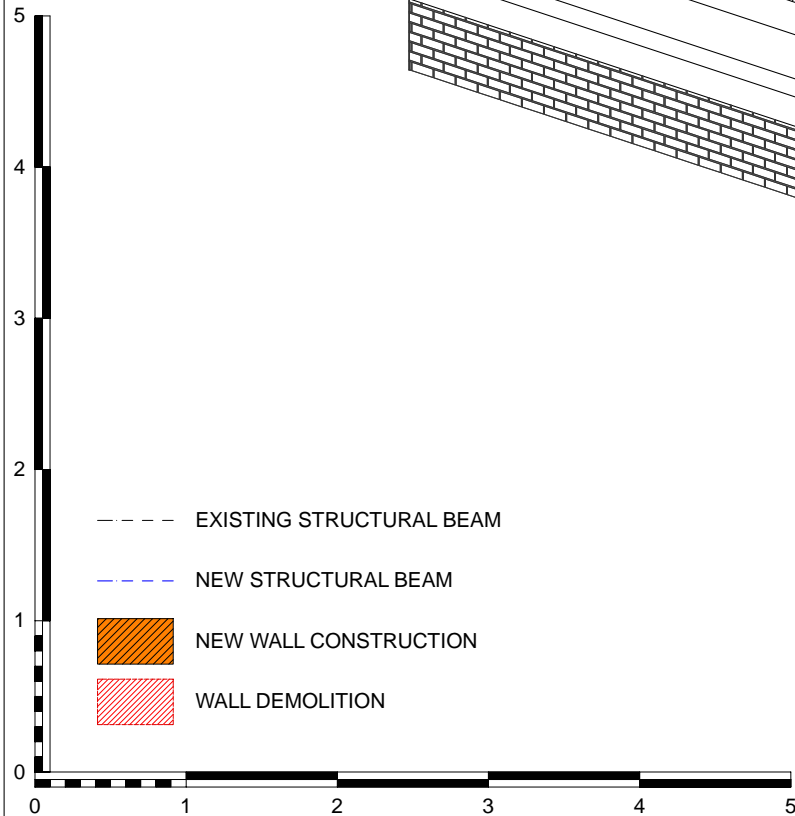 5
4
3
2
EXISTING STRUCTURAL BEAM
NEW STRUCTURAL BEAM
1
NEW WALL CONSTRUCTION
WALL DEMOLITION
0
0 1 2 3 4 5